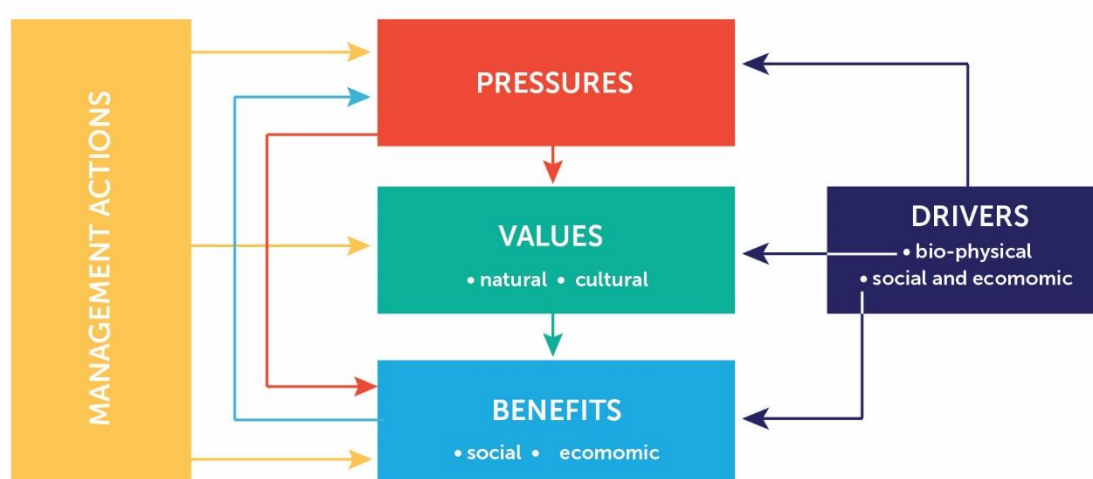 MANAGEMENT ACTIONS
PRESSURES
VALUES
• natural • cultural
BENEFITS
• social • ecomomic
DRIVERS
• bio-physical
• social and ecomomic